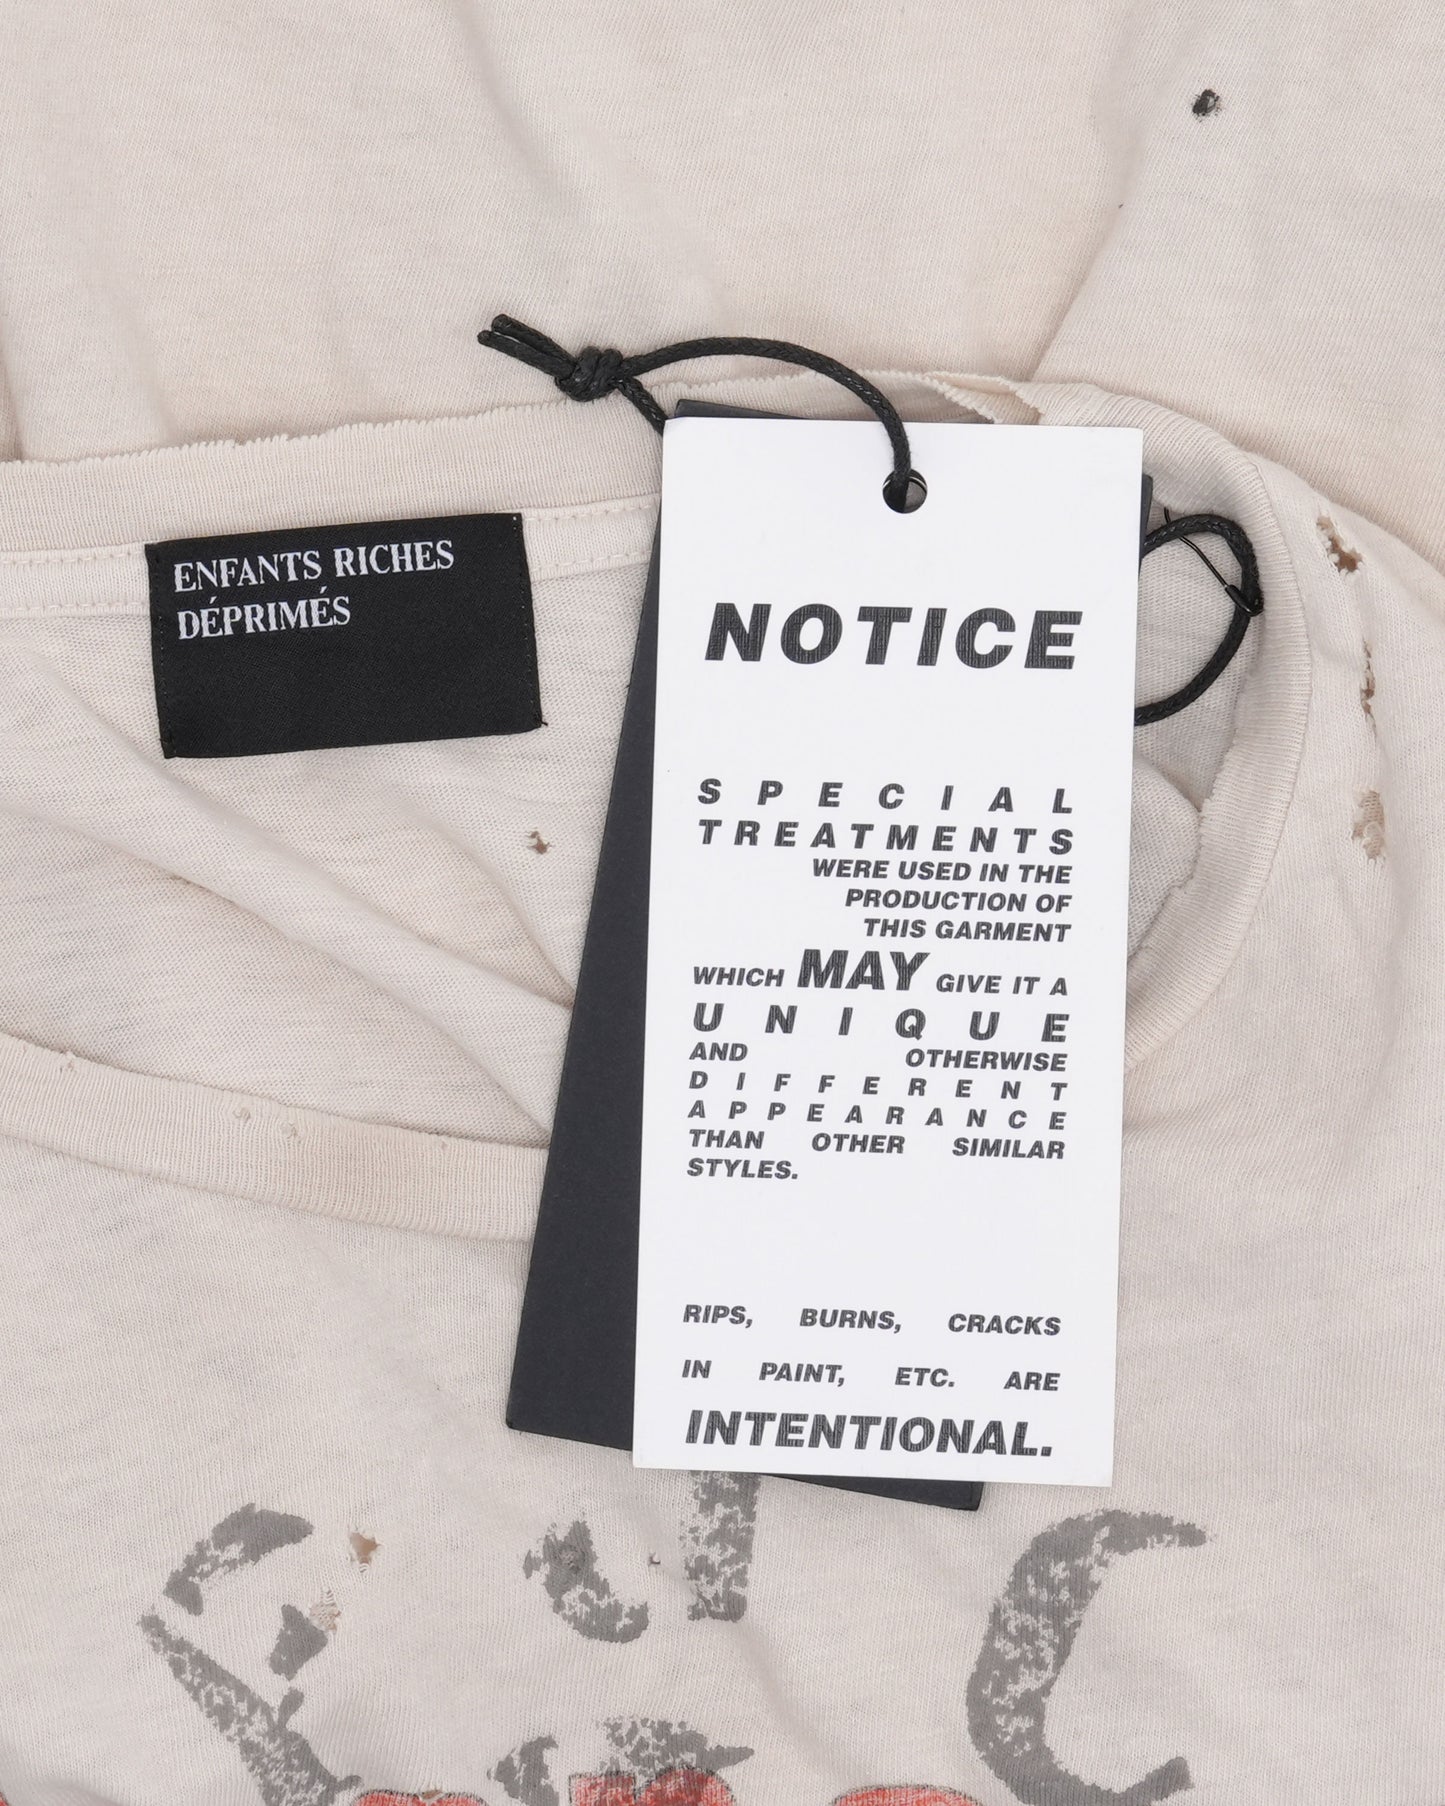 ENFANTS RICHES
DÉPRIMÉS
NOTICE
SPECIAL
TREATMENTS
WERE USED IN THE
PRODUCTION OF
THIS GARMENT
WHICH MAY GIVE IT A
UNIQUE
AND OTHERWISE
DIFFERENT
APPEARANCE
THAN OTHER SIMILAR
STYLES.
RIPS, BURNS, CRACKS
IN PAINT, ETC. ARE
INTENTIONAL.